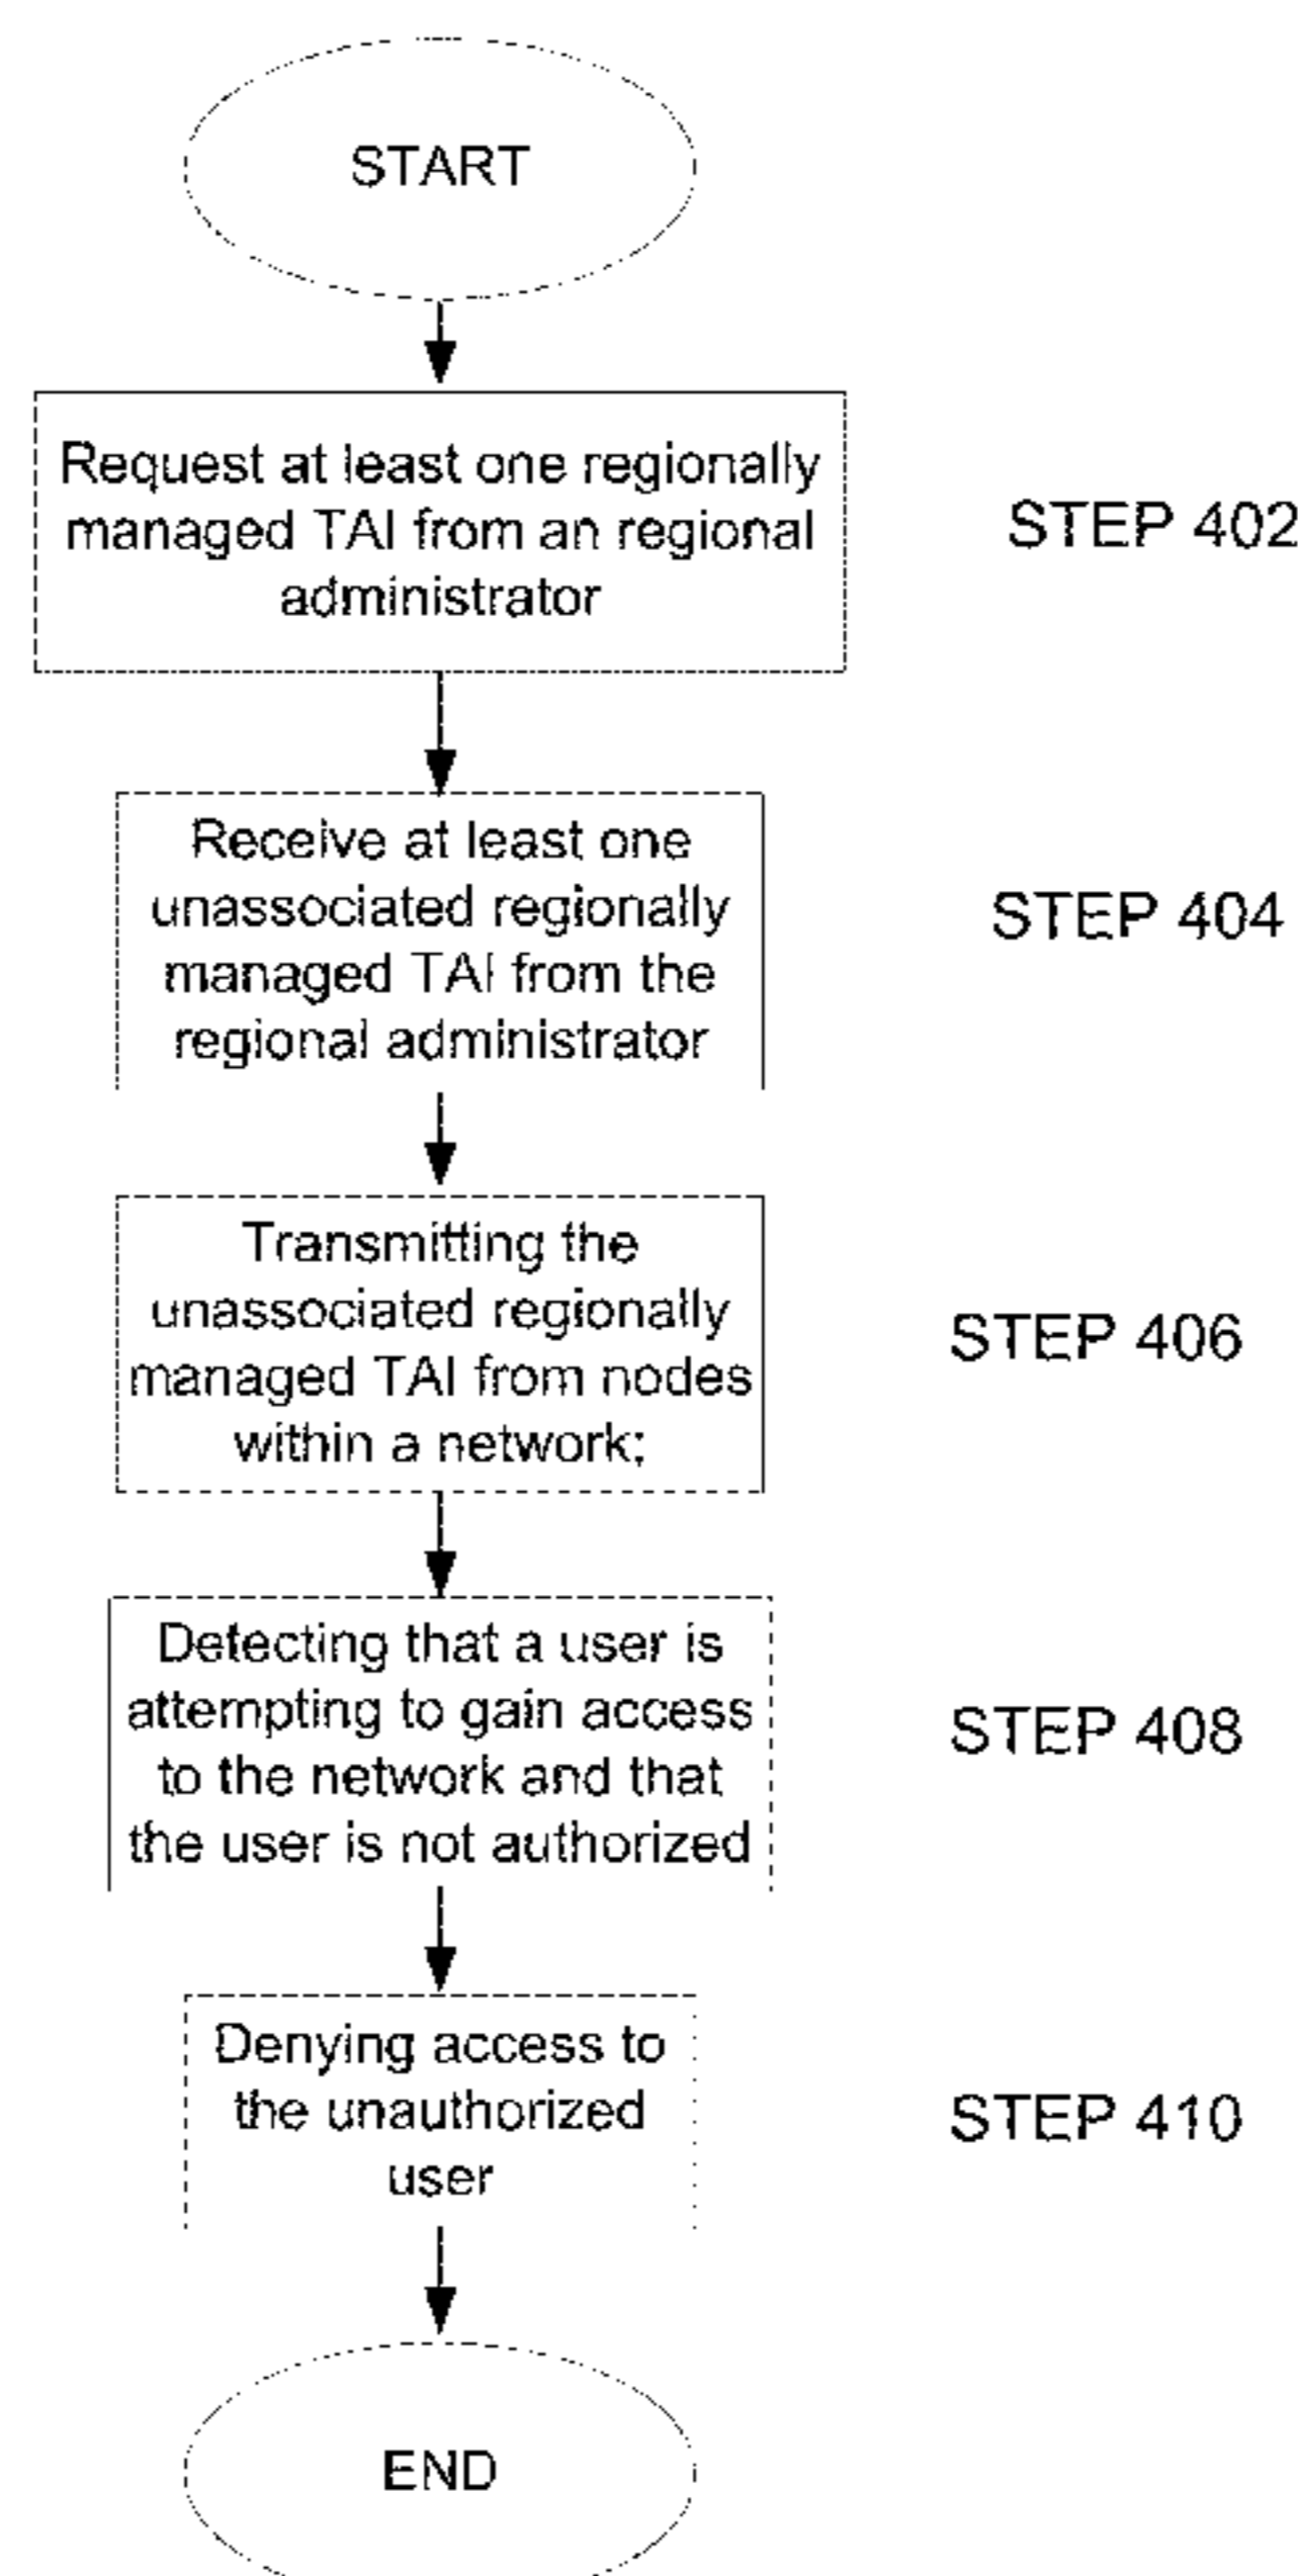 START
Request at least one regionally
managed TAI from an regional
administrator
STEP 402
Receive at least one
unassociated regionally
managed TAI from the
regional administrator
STEP 404
Transmitting the
unassociated regionally
managed TAI from nodes
within a network;
STEP 406
Detecting that a user is
attempting to gain access
to the network and that
the user is not authorized
STEP 408
Denying access to
the unauthorized
user
STEP 410
END